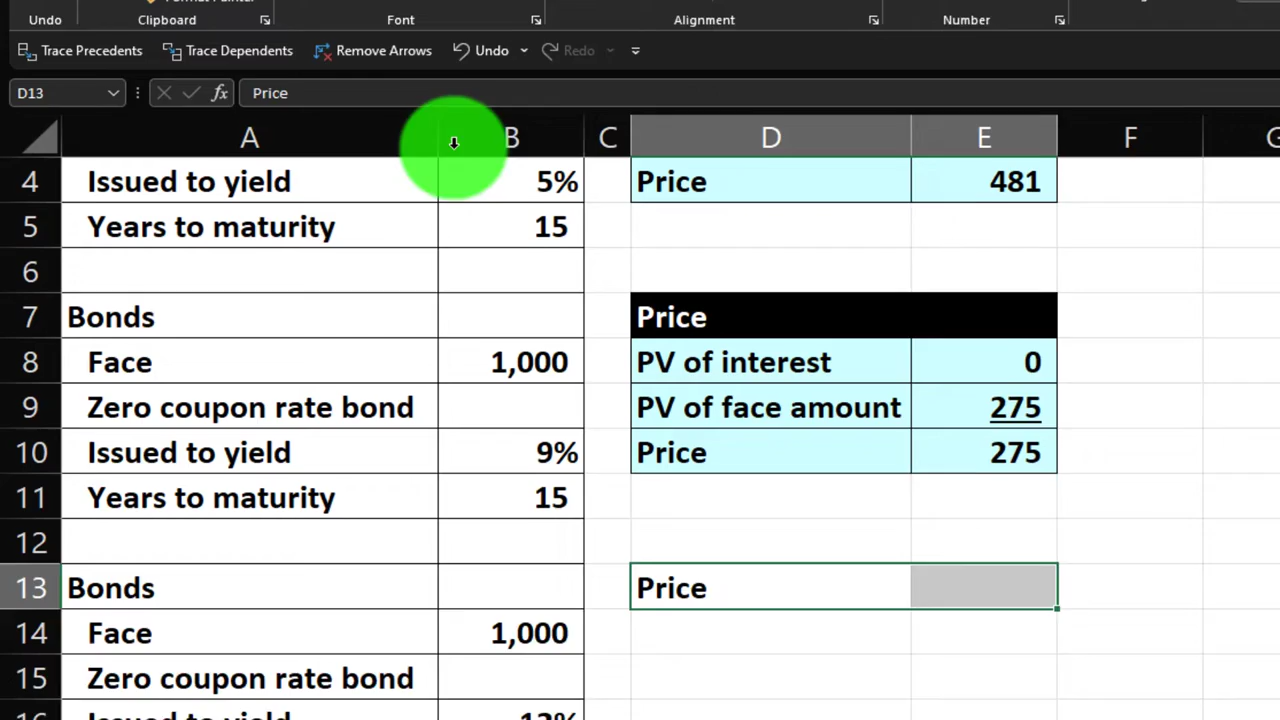 Undo Clipboard Font Alignment Number
Trace Precedents Trace Dependents Remove Arrows Undo Redo
D13 fx Price
A B C D E F G
4 Issued to yield 5% Price 481
5 Years to maturity 15
6
7 Bonds Price
8 Face 1,000 PV of interest 0
9 Zero coupon rate bond PV of face amount 275
10 Issued to yield 9% Price 275
11 Years to maturity 15
12
13 Bonds Price
14 Face 1,000
15 Zero coupon rate bond
16 Issued to yield